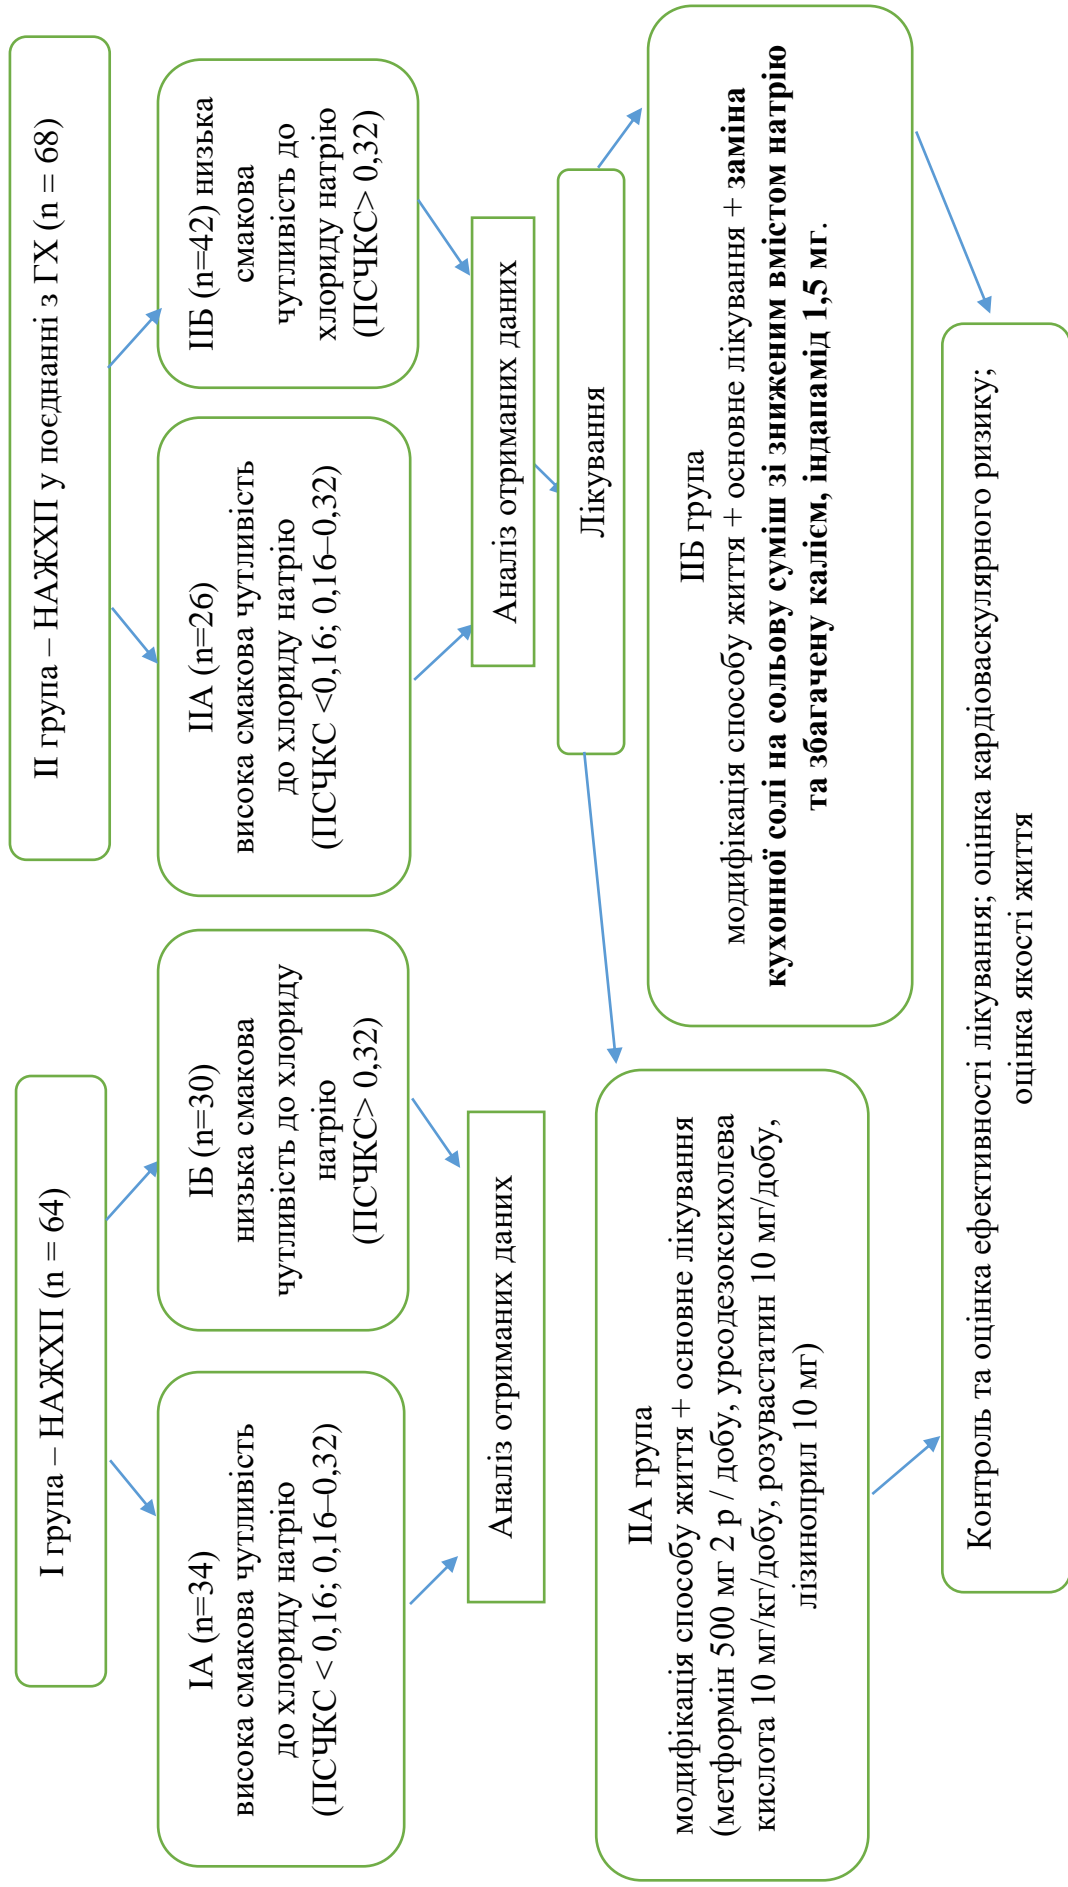 І група – НАЖХП (n = 64)
ІІ група – НАЖХП у поєднанні з ГХ (n = 68)
ІА (n=34)
висока смакова чутливість
до хлориду натрію
(ПСЧКС < 0,16; 0,16–0,32)
ІБ (n=30)
низька смакова
чутливість до хлориду
натрію
(ПСЧКС> 0,32)
ІІА (n=26)
висока смакова чутливість
до хлориду натрію
(ПСЧКС <0,16; 0,16–0,32)
ІІБ (n=42) низька
смакова
чутливість до
хлориду натрію
(ПСЧКС> 0,32)
Аналіз отриманих даних
Аналіз отриманих даних
Лікування
ІІА група
модифікація способу життя + основне лікування
(метформін 500 мг 2 р / добу, урсодезоксихолева
кислота 10 мг/кг/добу, розувастатин 10 мг/добу,
лізиноприл 10 мг)
ІІБ група
модифікація способу життя + основне лікування + заміна
кухонної солі на сольову суміш зі зниженим вмістом натрію
та збагачену калієм, індапамід 1,5 мг.
Контроль та оцінка ефективності лікування; оцінка кардіоваскулярного ризику;
оцінка якості життя